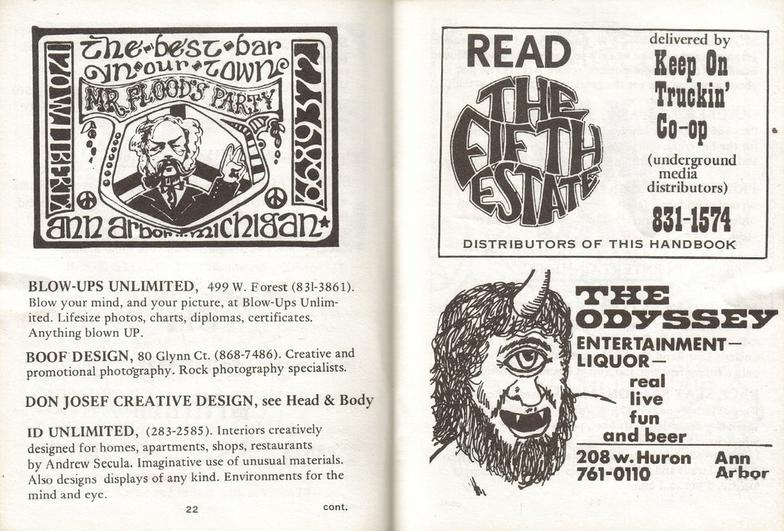 the•best•bar
in•our•town
MR. FLOOD'S PARTY
120 W. LIBERTY
6689372
ann arbor..michigan.★
BLOW-UPS UNLIMITED, 499 W. Forest (831-3861).
Blow your mind, and your picture, at Blow-Ups Unlim-
ited. Lifesize photos, charts, diplomas, certificates.
Anything blown UP.
BOOF DESIGN, 80 Glynn Ct. (868-7486). Creative and
promotional photography. Rock photography specialists.
DON JOSEF CREATIVE DESIGN, see Head & Body
ID UNLIMITED, (283-2585). Interiors creatively
designed for homes, apartments, shops, restaurants
by Andrew Secula. Imaginative use of unusual materials.
Also designs displays of any kind. Environments for the
mind and eye.
22
cont.
READ
THE
FIFTH
ESTATE
delivered by
Keep On
Truckin'
Co-op
(underground
media
distributors)
831-1574
DISTRIBUTORS OF THIS HANDBOOK
THE
ODYSSEY
ENTERTAINMENT—
LIQUOR—
real
live
fun
and beer
208 w. Huron Ann
761-0110 Arbor